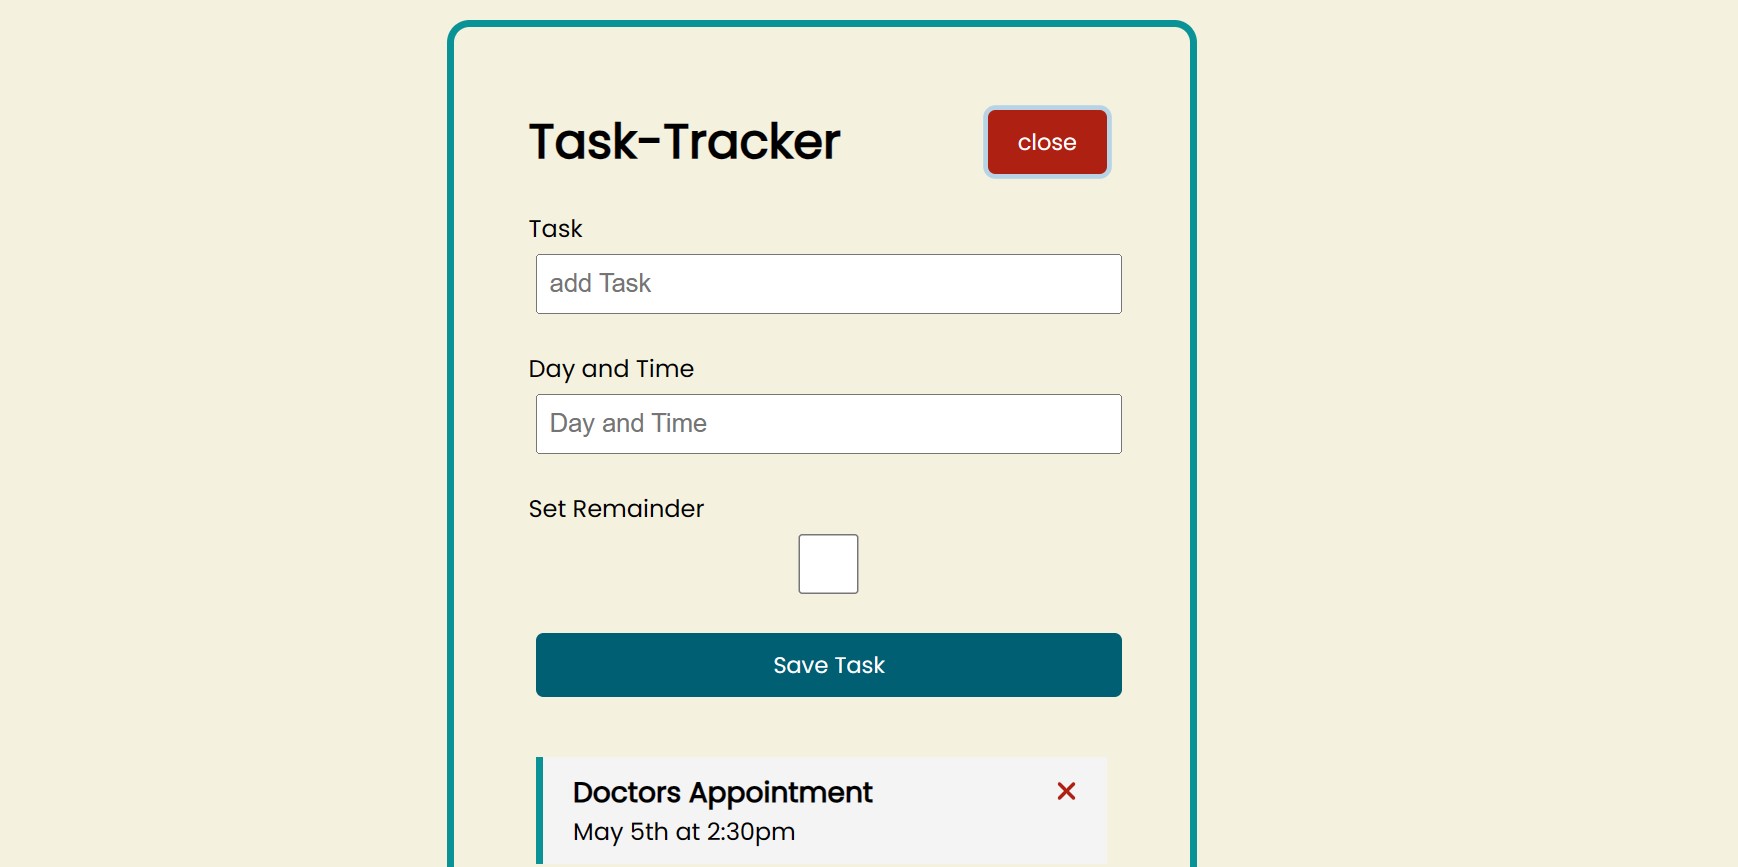 Task-Tracker
close
Task
add Task
Day and Time
Day and Time
Set Remainder
Save Task
Doctors Appointment
May 5th at 2:30pm